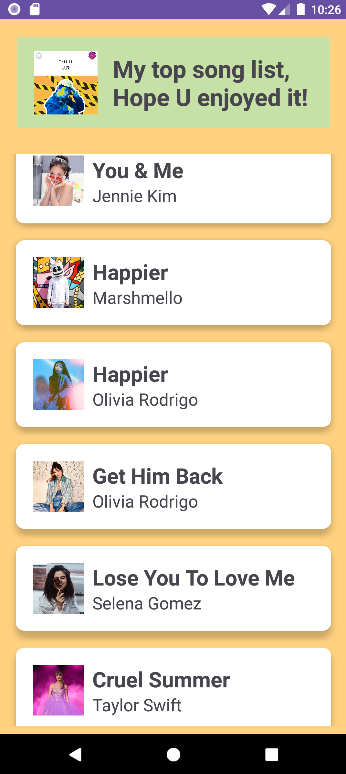 10:26
My top song list,
Hope U enjoyed it!
You & Me
Jennie Kim
Happier
Marshmello
Happier
Olivia Rodrigo
Get Him Back
Olivia Rodrigo
Lose You To Love Me
Selena Gomez
Cruel Summer
Taylor Swift